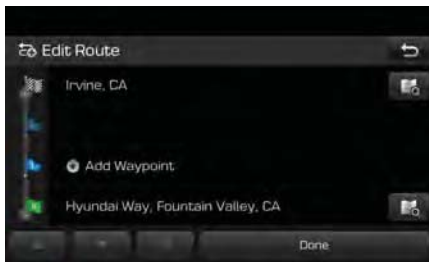 Edit Route
Irvine, CA
Add Waypoint
Hyundai Way, Fountain Valley, CA
Done